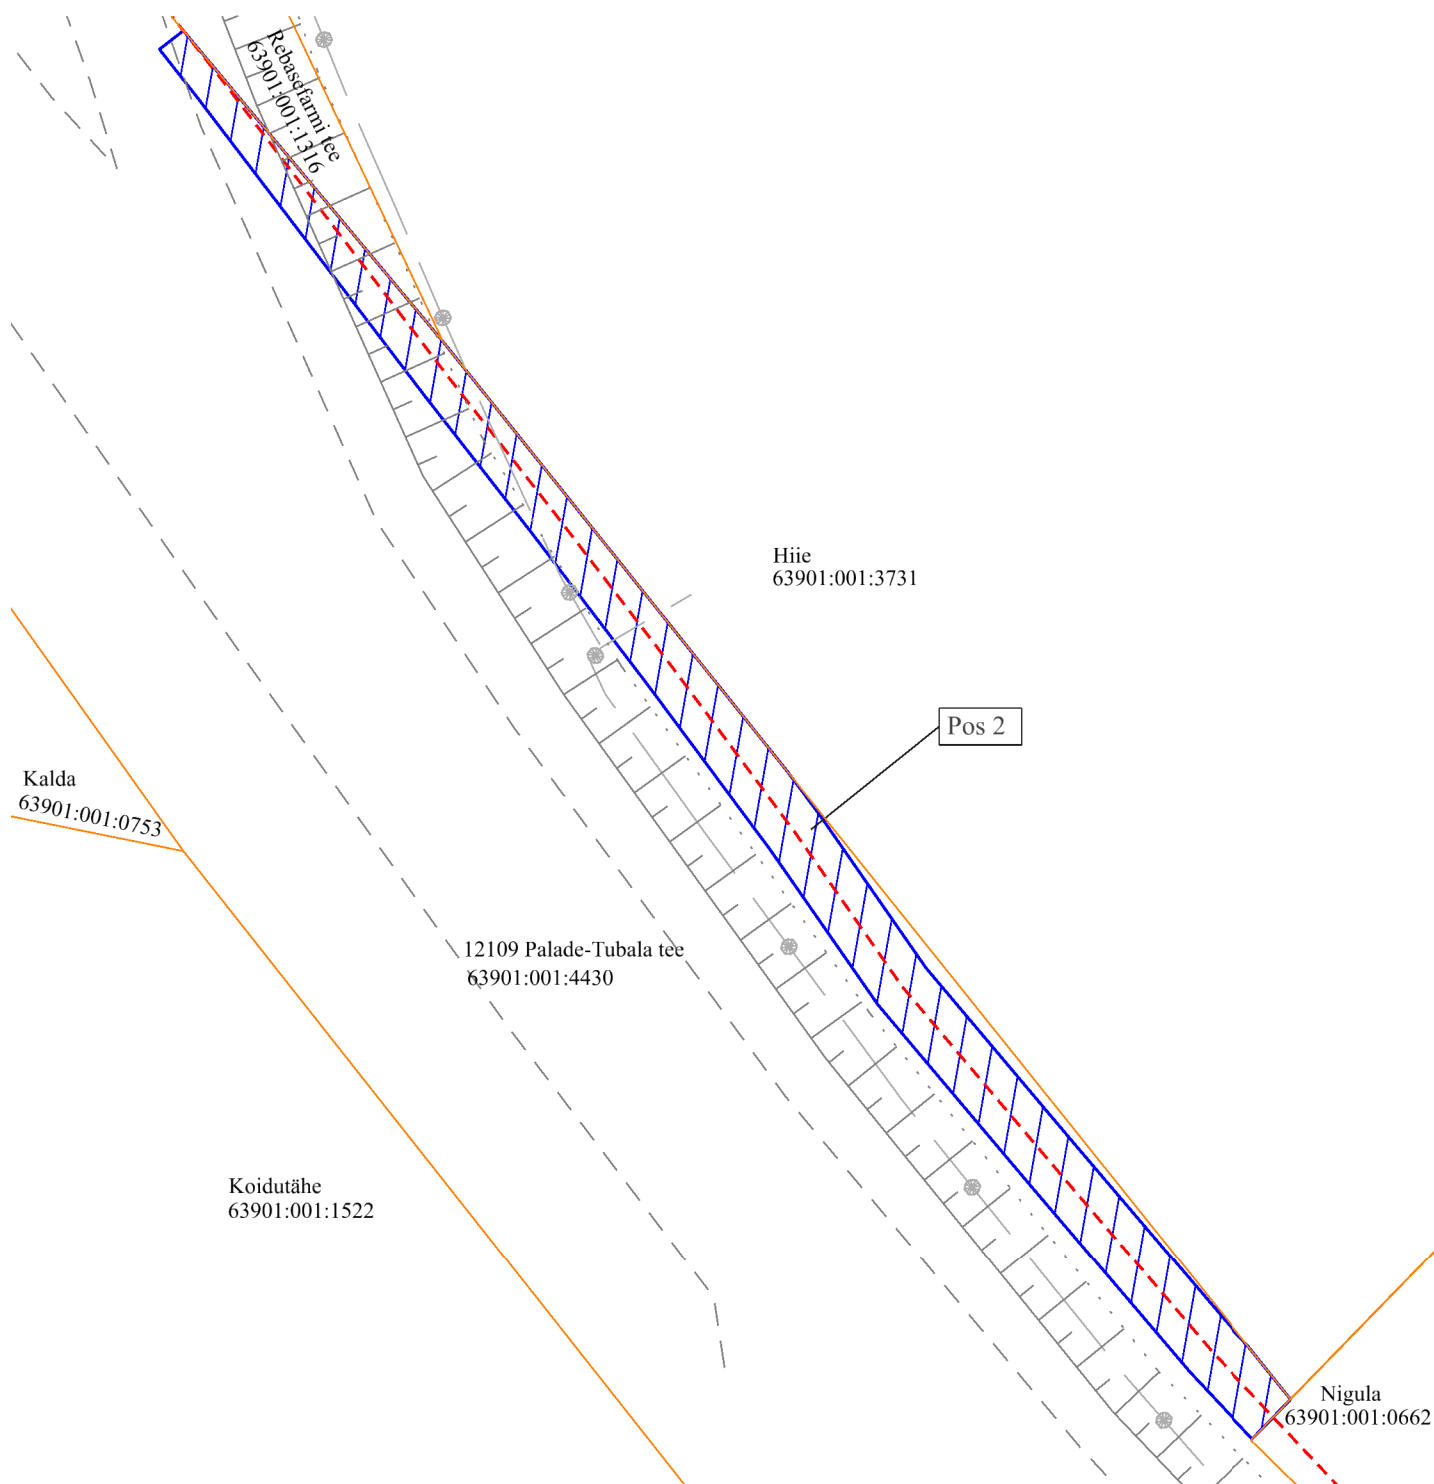 Rebasefarmi tee
63901:001:1316
Hiie
63901:001:3731
Pos 2
Kalda
63901:001:0753
12109 Palade-Tubala tee
63901:001:4430
Koidutähe
63901:001:1522
Nigula
63901:001:0662